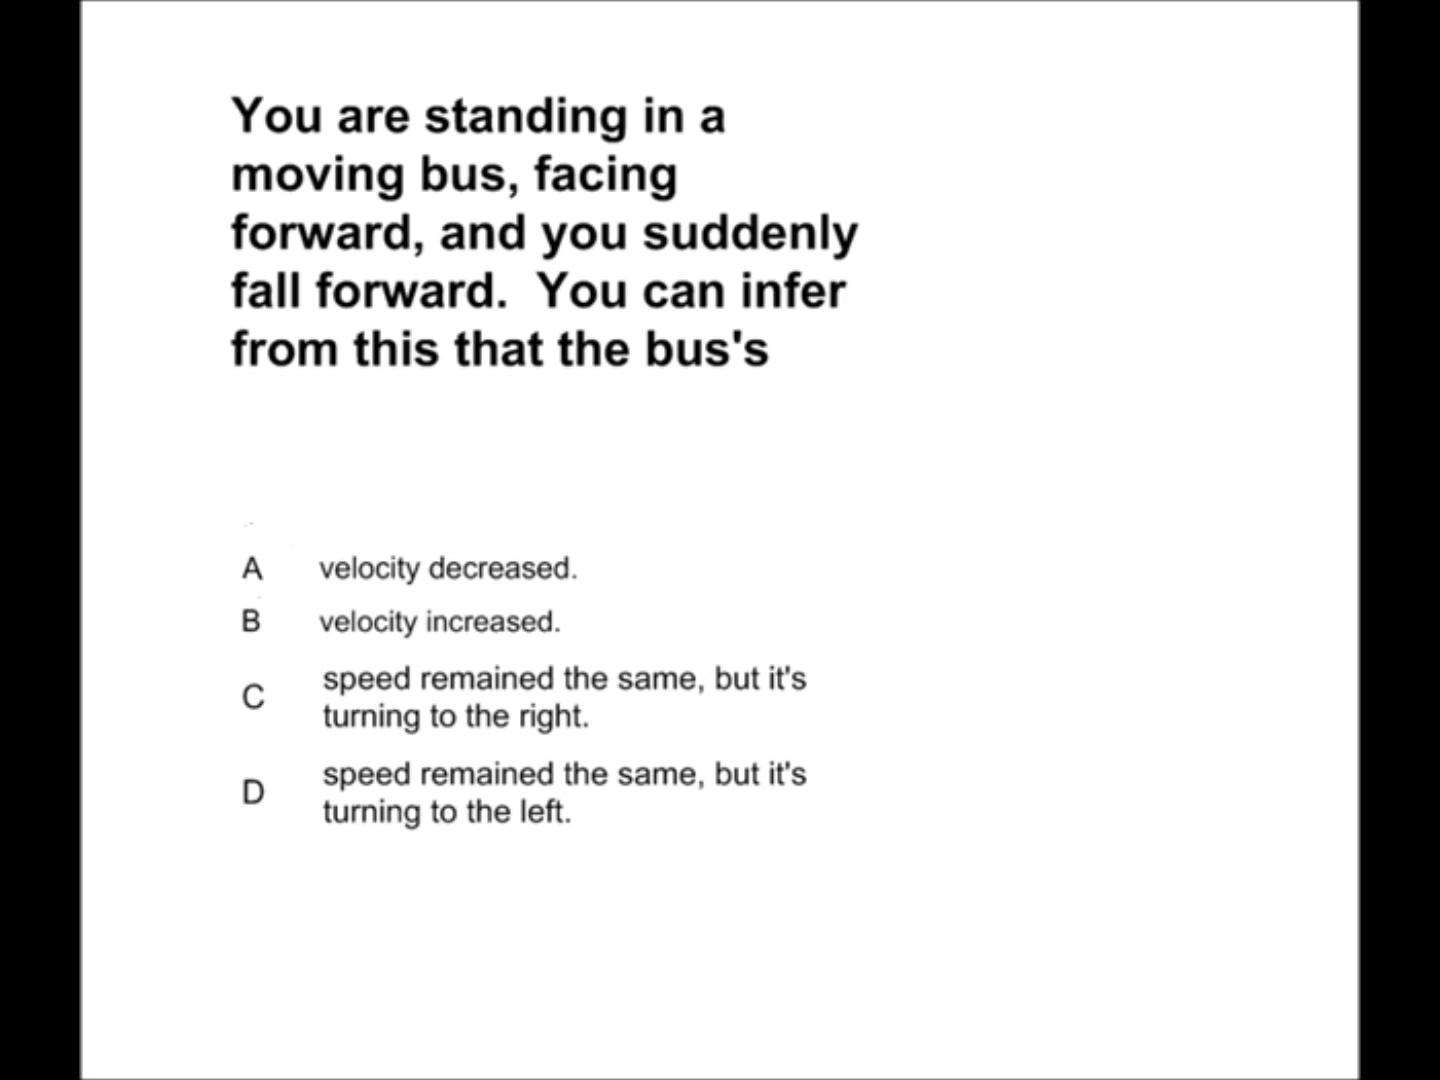 You are standing in a
moving bus, facing
forward, and you suddenly
fall forward.  You can infer
from this that the bus's
A velocity decreased.
B velocity increased.
C speed remained the same, but it's
turning to the right.
D speed remained the same, but it's
turning to the left.